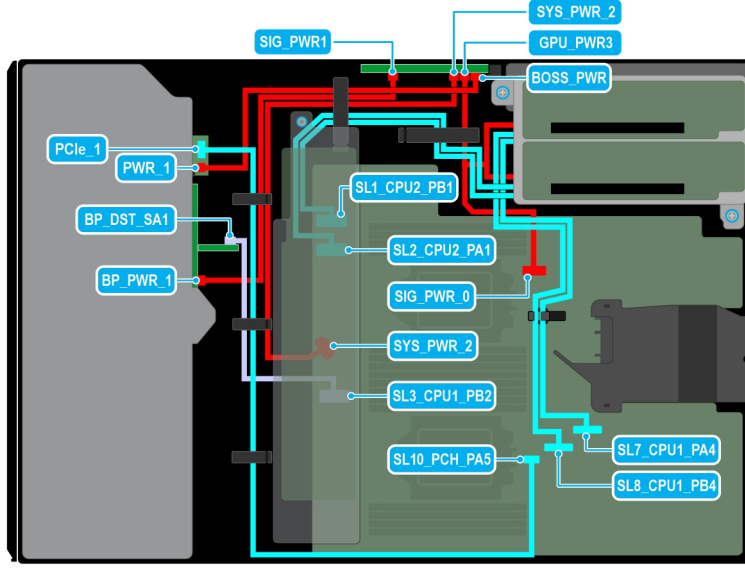 SYS_PWR_2
SIG_PWR1
GPU_PWR3
BOSS_PWR
PCIe_1
PWR_1
SL1_CPU2_PB1
BP_DST_SA1
SL2_CPU2_PA1
BP_PWR_1
SIG_PWR_0
SYS_PWR_2
SL3_CPU1_PB2
SL7_CPU1_PA4
SL10_PCH_PA5
SL8_CPU1_PB4